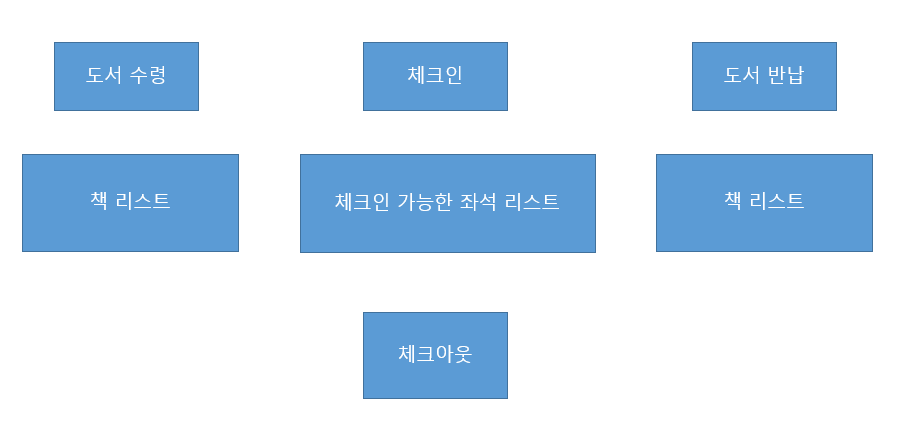 도서 수령
체크인
도서 반납
책 리스트
체크인 가능한 좌석 리스트
책 리스트
체크아웃